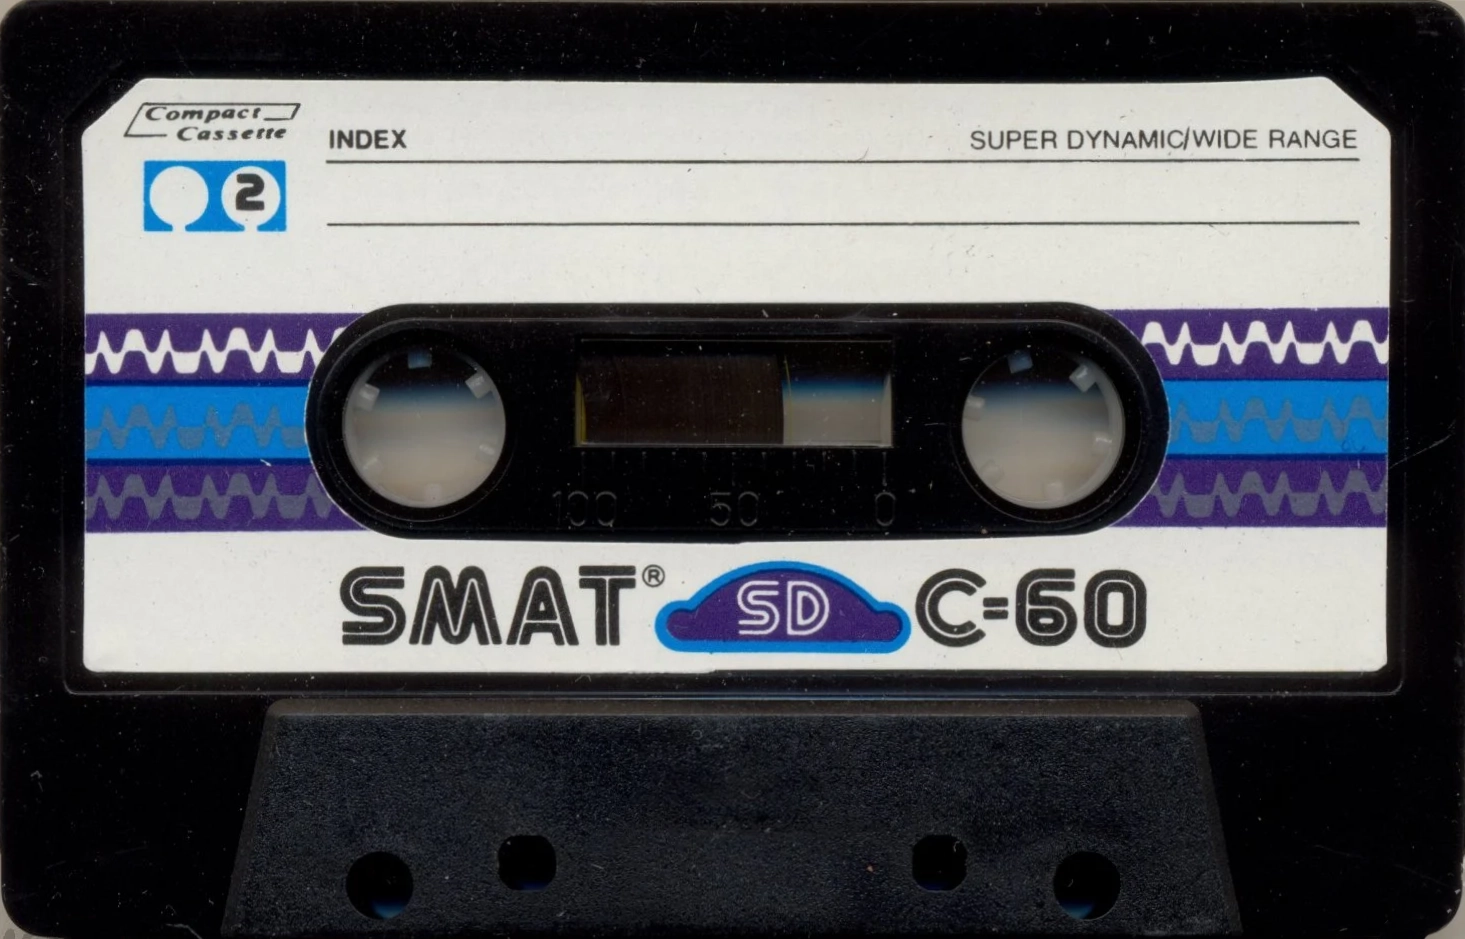 Compact
Cassette
INDEX
SUPER DYNAMIC/WIDE RANGE
2
100 50 0
SMAT® SD C-60